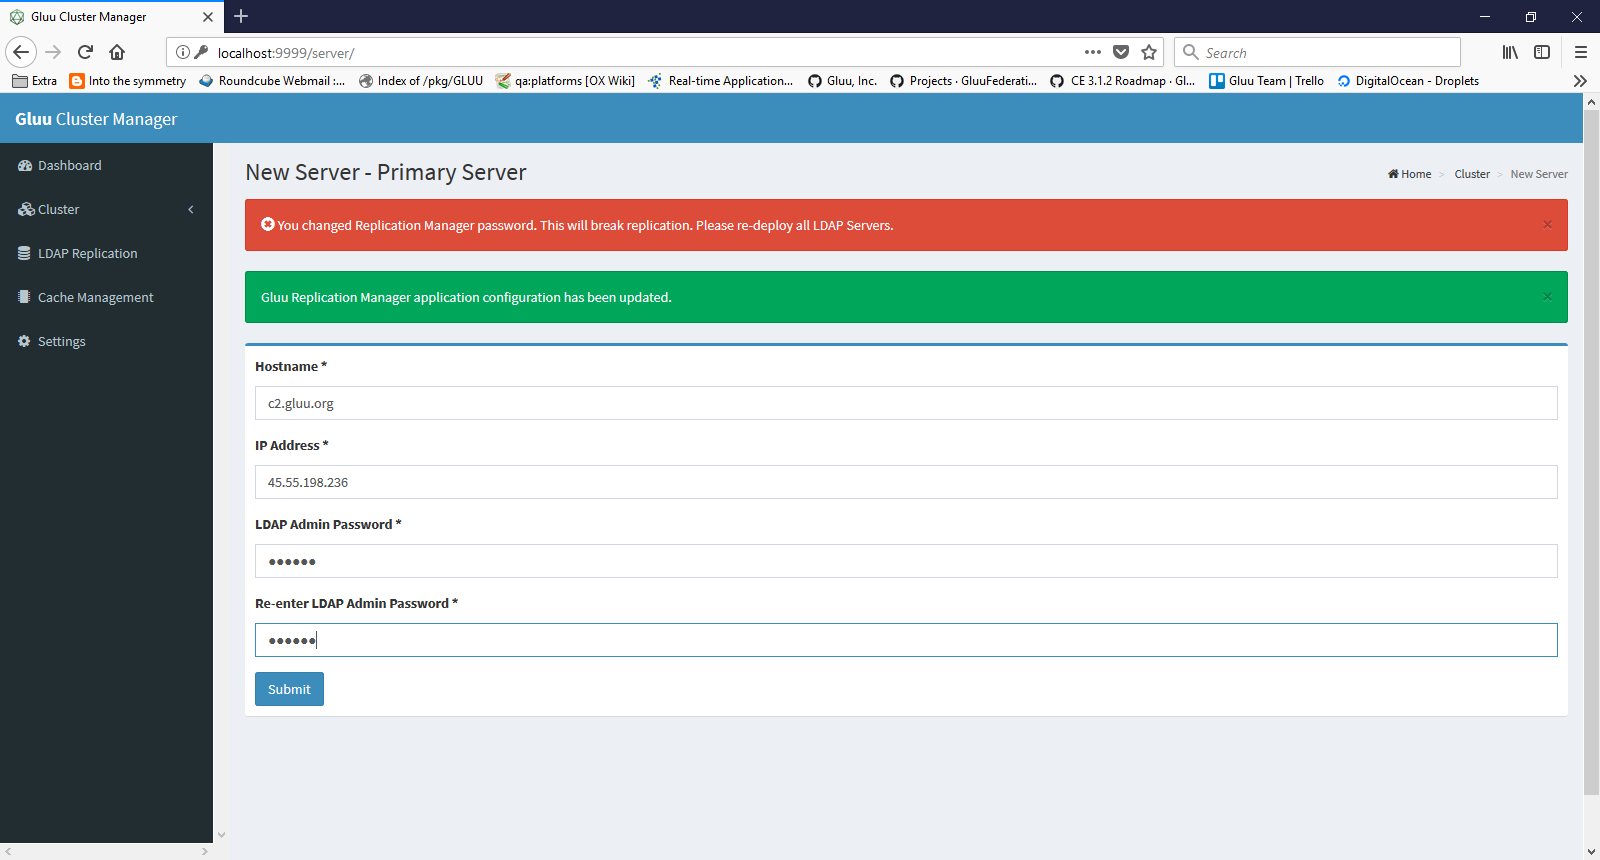 Gluu Cluster Manager
localhost:9999/server/
Search
Extra Into the symmetry Roundcube Webmail :... Index of /pkg/GLUU qa:platforms [OX Wiki] Real-time Application... Gluu, Inc. Projects · GluuFederati... CE 3.1.2 Roadmap · Gl... Gluu Team | Trello DigitalOcean - Droplets
Gluu Cluster Manager
Dashboard
Cluster
LDAP Replication
Cache Management
Settings
New Server - Primary Server
Home > Cluster > New Server
You changed Replication Manager password. This will break replication. Please re-deploy all LDAP Servers.
Gluu Replication Manager application configuration has been updated.
Hostname *
c2.gluu.org
IP Address *
45.55.198.236
LDAP Admin Password *
●●●●●●
Re-enter LDAP Admin Password *
●●●●●●
Submit